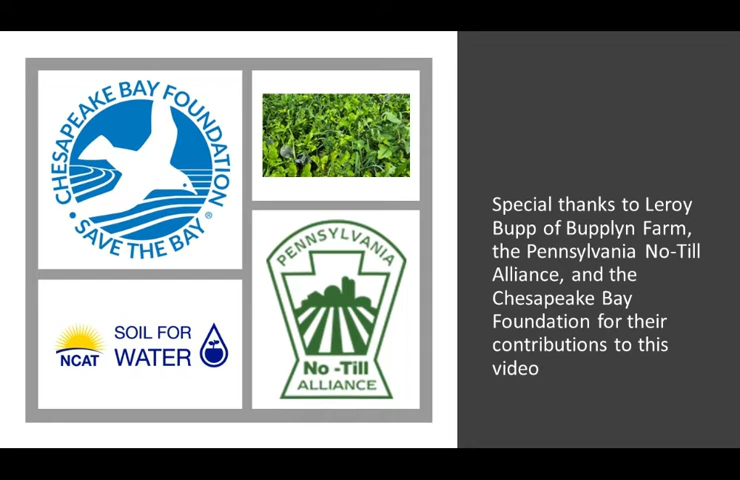 CHESAPEAKE BAY FOUNDATION
• SAVE THE BAY ®
NCAT
SOIL FOR
WATER
PENNSYLVANIA
No -Till
ALLIANCE
Special thanks to Leroy
Bupp of Bupplyn Farm,
the Pennsylvania No-Till
Alliance, and the
Chesapeake Bay
Foundation for their
contributions to this
video